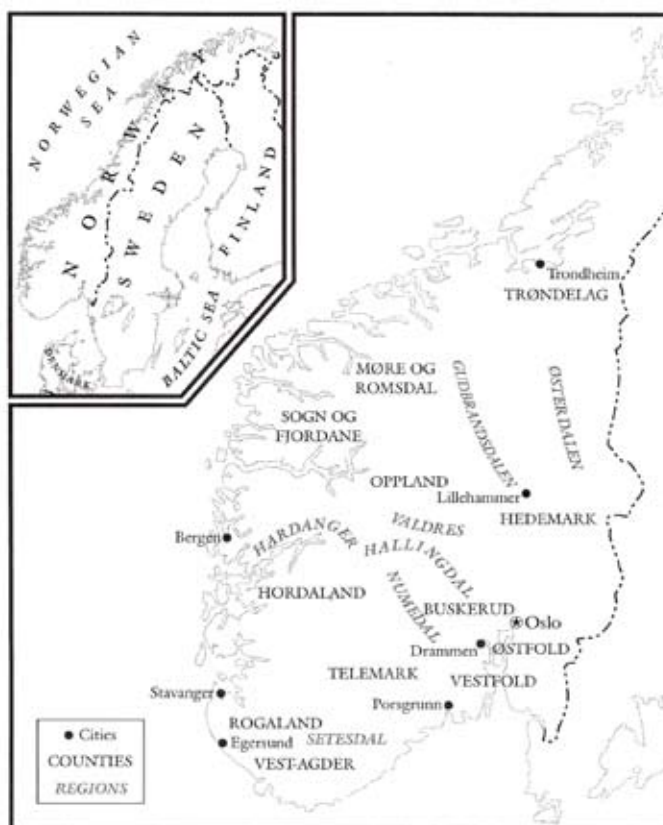 NORWEGIAN
SEA
NORWAY
SWEDEN
FINLAND
BALTIC SEA
DENMARK
Trondheim
TRØNDELAG
MØRE OG
ROMSDAL
GUDBRANDSDALEN
ØSTERDALEN
SOGN OG
FJORDANE
OPPLAND
Lillehammer
HEDEMARK
VALDRES
Bergen
HARDANGER
HALLINGDAL
HORDALAND
NUMEDAL
BUSKERUD
Oslo
Drammen
ØSTFOLD
TELEMARK
VESTFOLD
Stavanger
Porsgrunn
ROGALAND
Egersund
SETESDAL
VEST-AGDER
Cities
COUNTIES
REGIONS